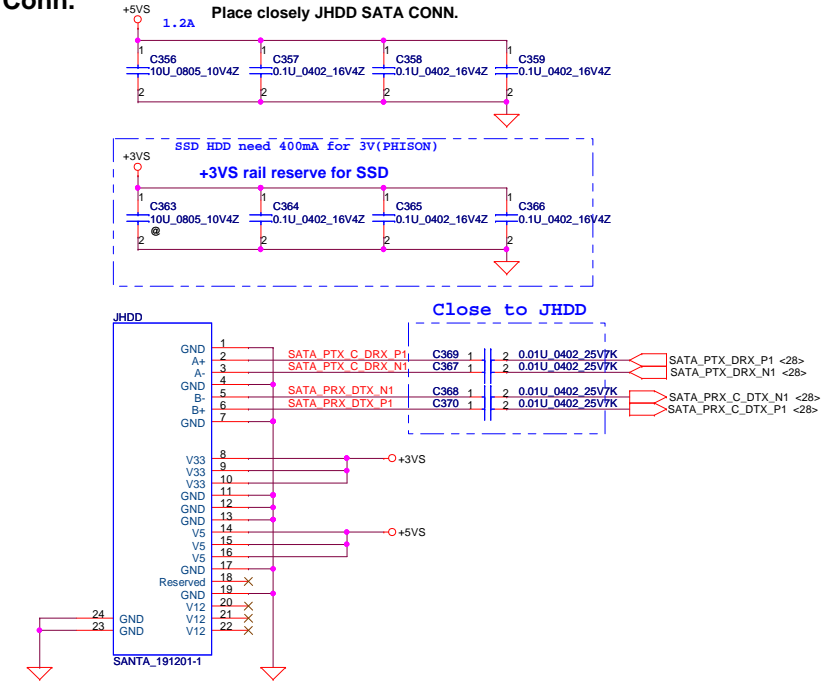 Conn.
+5VS
1.2A
Place closely JHDD SATA CONN.
1 1 1 1
C356 C357 C358 C359
10U_0805_10V4Z 0.1U_0402_16V4Z 0.1U_0402_16V4Z 0.1U_0402_16V4Z
2 2 2 2
SSD HDD need 400mA for 3V(PHISON)
+3VS
+3VS rail reserve for SSD
1 1 1 1
C363 C364 C365 C366
10U_0805_10V4Z 0.1U_0402_16V4Z 0.1U_0402_16V4Z 0.1U_0402_16V4Z
@
2 2 2 2
Close to JHDD
JHDD
GND 1
A+ 2 SATA_PTX_C_DRX_P1 C369 1 2 0.01U_0402_25V7K SATA_PTX_DRX_P1 <28>
A- 3 SATA_PTX_C_DRX_N1 C367 1 2 0.01U_0402_25V7K SATA_PTX_DRX_N1 <28>
GND 4
B- 5 SATA_PRX_DTX_N1 C368 1 2 0.01U_0402_25V7K SATA_PRX_C_DTX_N1 <28>
B+ 6 SATA_PRX_DTX_P1 C370 1 2 0.01U_0402_25V7K SATA_PRX_C_DTX_P1 <28>
GND 7
V33 8 +3VS
V33 9
V33 10
GND 11
GND 12
GND 13
V5 14 +5VS
V5 15
V5 16
GND 17
Reserved 18
GND 19
V12 20
24 GND V12 21
23 GND V12 22
SANTA_191201-1